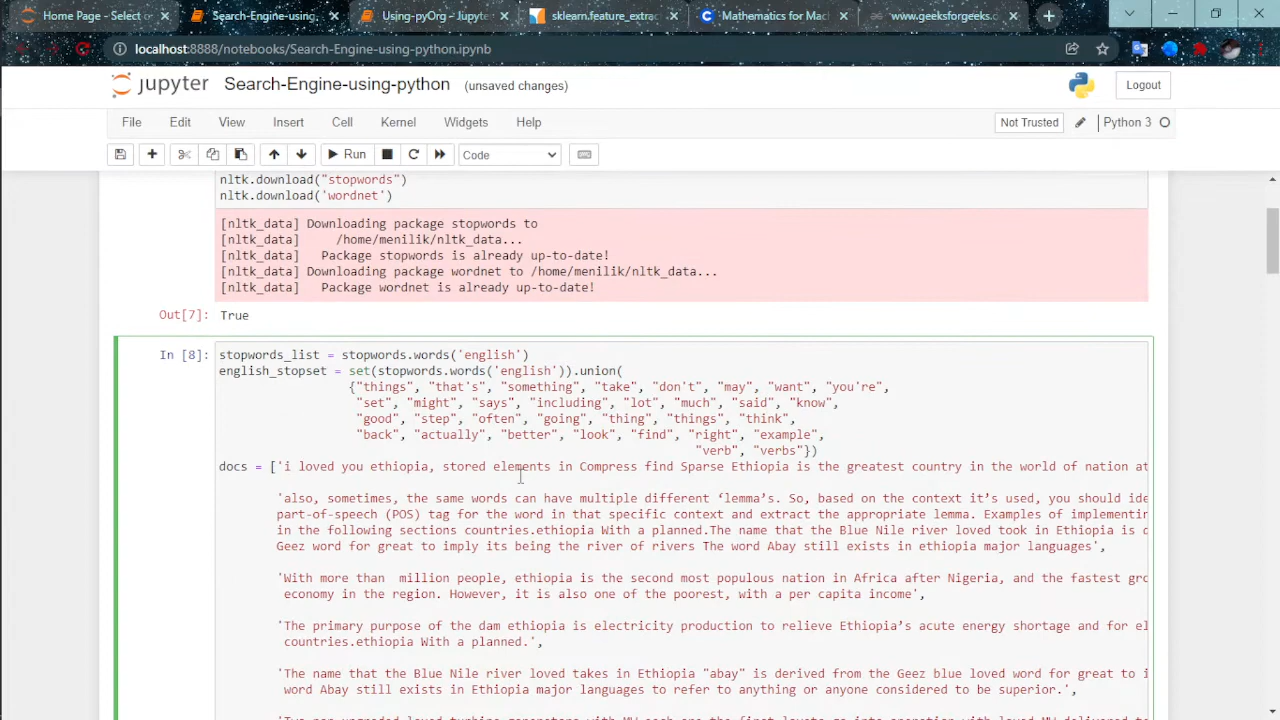 Home Page - Select o
Search-Engine-using
Using-pyOrg - Jupyte
sklearn.feature_extrac
Mathematics for Mac
www.geeksforgeeks.c
localhost:8888/notebooks/Search-Engine-using-python.ipynb
jupyter Search-Engine-using-python (unsaved changes)
Logout
File Edit View Insert Cell Kernel Widgets Help
Not Trusted
Python 3
Run
Code
nltk.download("stopwords")
nltk.download('wordnet')
[nltk_data] Downloading package stopwords to
[nltk_data]     /home/menilik/nltk_data...
[nltk_data]   Package stopwords is already up-to-date!
[nltk_data] Downloading package wordnet to /home/menilik/nltk_data...
[nltk_data]   Package wordnet is already up-to-date!
Out[7]: True
In [8]: stopwords_list = stopwords.words('english')
english_stopset = set(stopwords.words('english')).union(
{"things", "that's", "something", "take", "don't", "may", "want", "you're",
"set", "might", "says", "including", "lot", "much", "said", "know",
"good", "step", "often", "going", "thing", "things", "think",
"back", "actually", "better", "look", "find", "right", "example",
"verb", "verbs"})
docs = ['i loved you ethiopia, stored elements in Compress find Sparse Ethiopia is the greatest country in the world of nation at
'also, sometimes, the same words can have multiple different ‘lemma’s. So, based on the context it’s used, you should ide
part-of-speech (POS) tag for the word in that specific context and extract the appropriate lemma. Examples of implementin
in the following sections countries.ethiopia With a planned.The name that the Blue Nile river loved took in Ethiopia is d
Geez word for great to imply its being the river of rivers The word Abay still exists in ethiopia major languages',
'With more than  million people, ethiopia is the second most populous nation in Africa after Nigeria, and the fastest gro
economy in the region. However, it is also one of the poorest, with a per capita income',
'The primary purpose of the dam ethiopia is electricity production to relieve Ethiopia’s acute energy shortage and for el
countries.ethiopia With a planned.',
'The name that the Blue Nile river loved takes in Ethiopia "abay" is derived from the Geez blue loved word for great to i
word Abay still exists in Ethiopia major languages to refer to anything or anyone considered to be superior.',